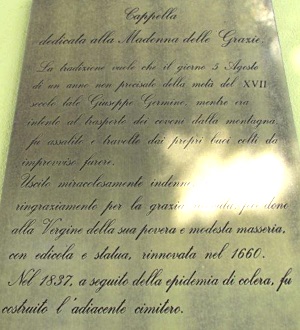 Cappella
dedicata alla Madonna delle Grazie.
La tradizione vuole che il giorno 5 Agosto
di un anno non precisato della metà del XVII
secolo tale Giuseppe Germino, mentre era
intento al trasporto dei covoni dalla montagna,
fu assalito e travolto dai propri buoi colti da
improvviso furore.
Uscito miracolosamente indenne
ringraziamento per la grazia dono
alla Vergine della sua povera e modesta masseria,
con edicola e statua, rinnovata nel 1660.
Nel 1837, a seguito della epidemia di colera, fu
costruito l'adiacente cimitero.